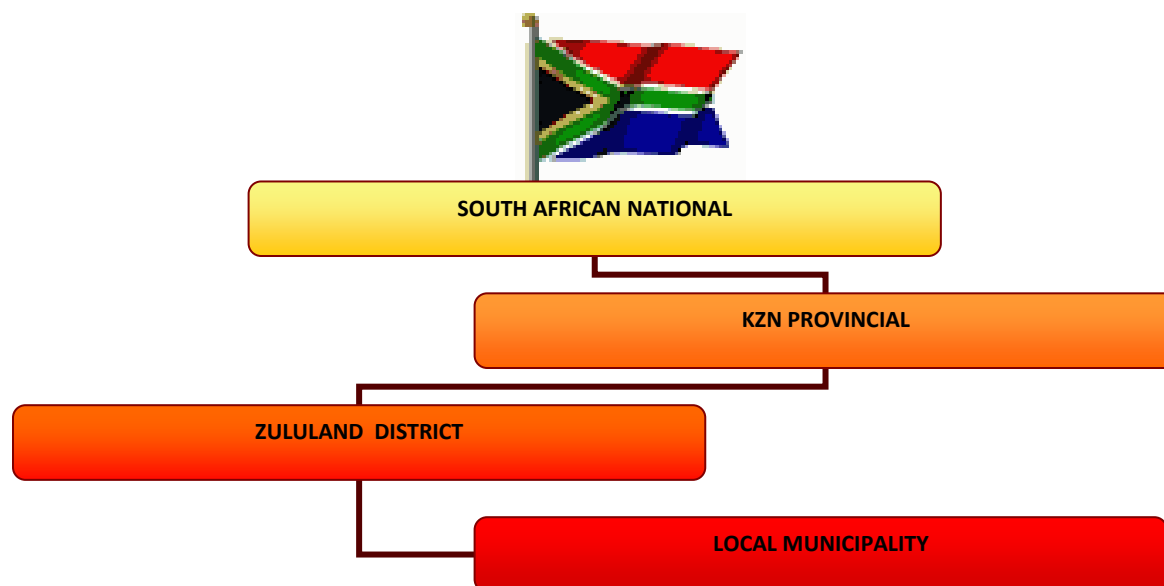 SOUTH AFRICAN NATIONAL
KZN PROVINCIAL
ZULULAND  DISTRICT
LOCAL MUNICIPALITY